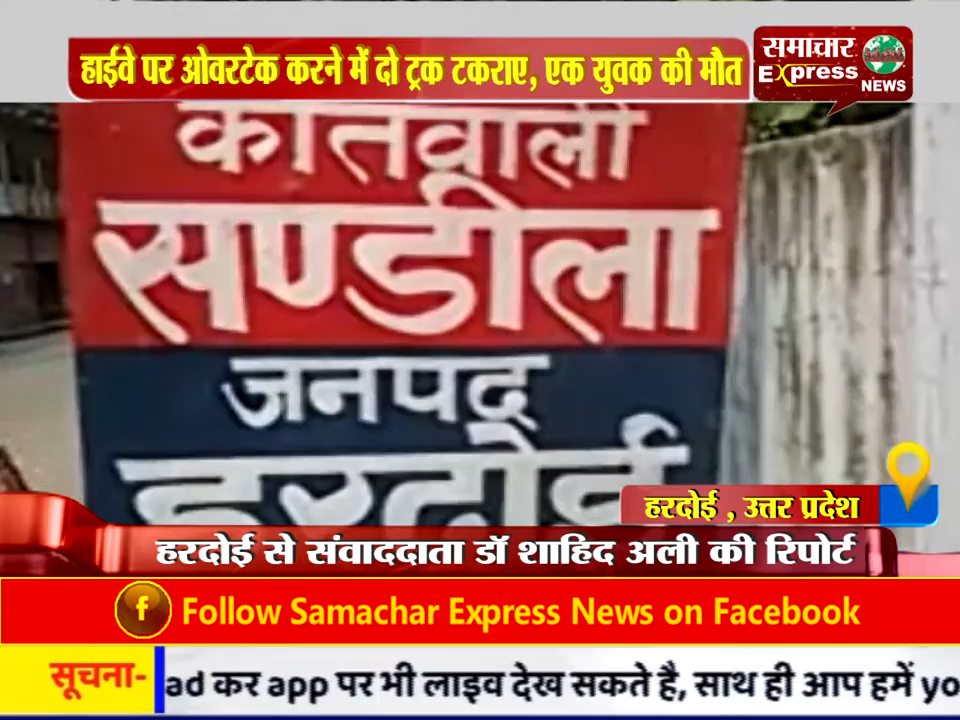 हाईवे पर ओवरटेक करने में दो ट्रक टकराए, एक युवक की मौत
समाचार
Express
NEWS
कोतवाली
सण्डीला
जनपद
हरदोई
हरदोई , उत्तर प्रदेश
हरदोई से संवाददाता डॉ शाहिद अली की रिपोर्ट
f Follow Samachar Express News on Facebook
सूचना- ad कर app पर भी लाइव देख सकते है, साथ ही आप हमें yo